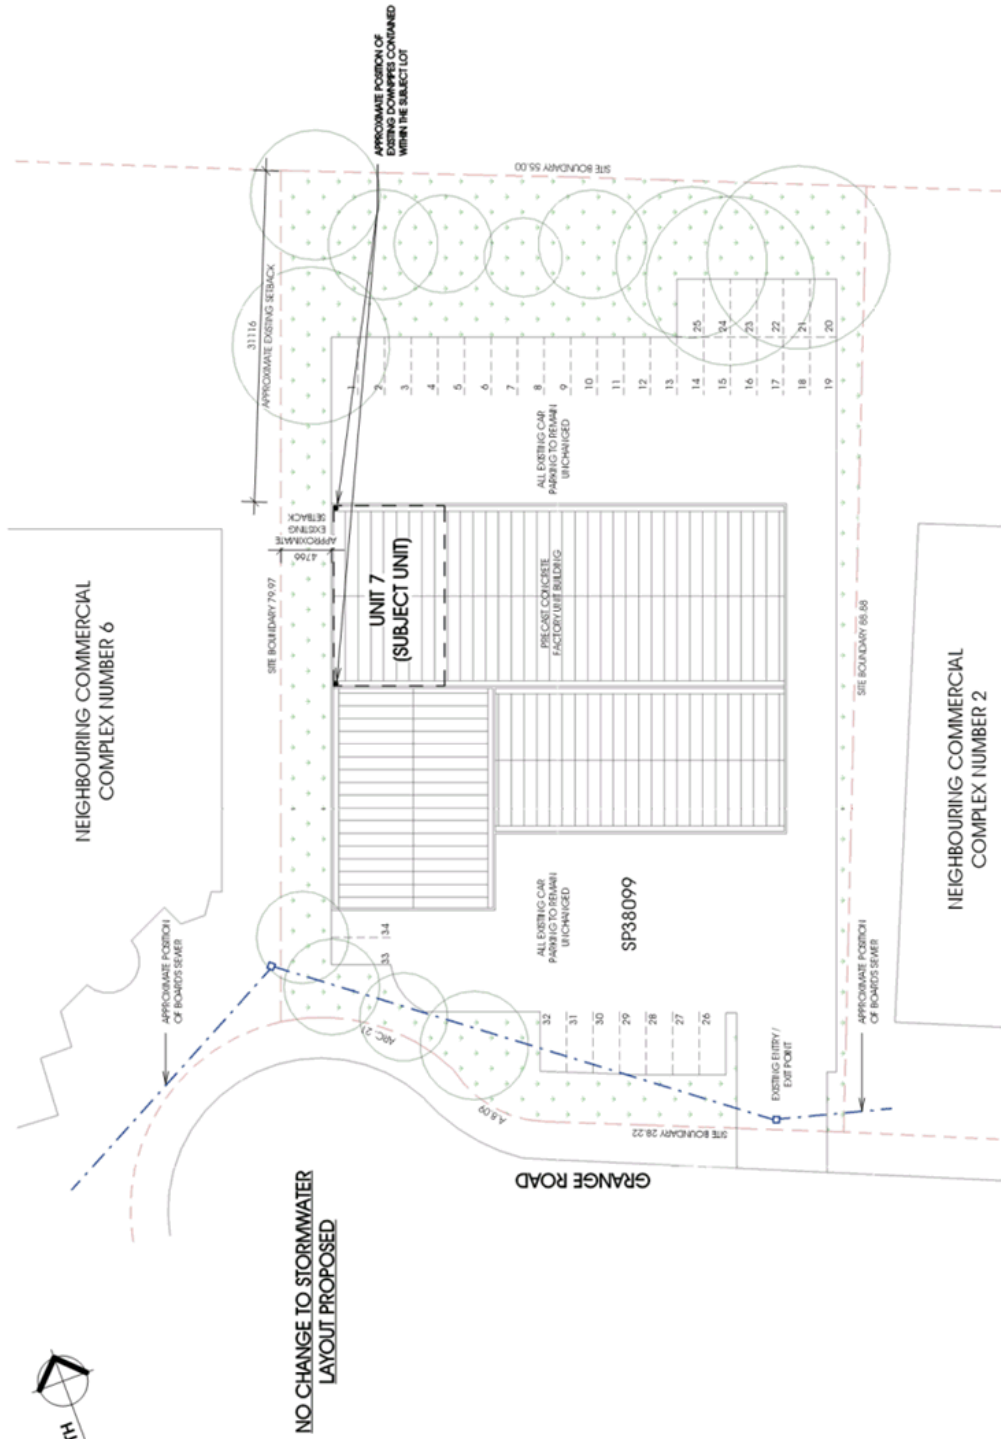 APPROXIMATE POSITION OF
EXISTING DOWNPIPES CONTAINED
WITHIN THE SUBJECT LOT
SITE BOUNDARY 55.00
31116
APPROXIMATE EXISTING SETBACK
4766
APPROXIMATE
EXISTING
SETBACK
SITE BOUNDARY 79.97
NEIGHBOURING COMMERCIAL
COMPLEX NUMBER 6
UNIT 7
(SUBJECT UNIT)
PRECAST CONCRETE
FACTORY UNIT BUILDING
ALL EXISTING CAR
PARKING TO REMAIN
UNCHANGED
1
2
3
4
5
6
7
8
9
10
11
12
13
14
15
16
17
18
19
25
24
23
22
21
20
SITE BOUNDARY 88.88
NEIGHBOURING COMMERCIAL
COMPLEX NUMBER 2
ALL EXISTING CAR
PARKING TO REMAIN
UNCHANGED
SP38099
34
33
32
31
30
29
28
27
26
APPROXIMATE POSITION
OF BOARDS SEWER
APPROXIMATE POSITION
OF BOARDS SEWER
EXISTING ENTRY /
EXIT POINT
A.8.09
SITE BOUNDARY 28.22
GRANGE ROAD
NO CHANGE TO STORMWATER
LAYOUT PROPOSED